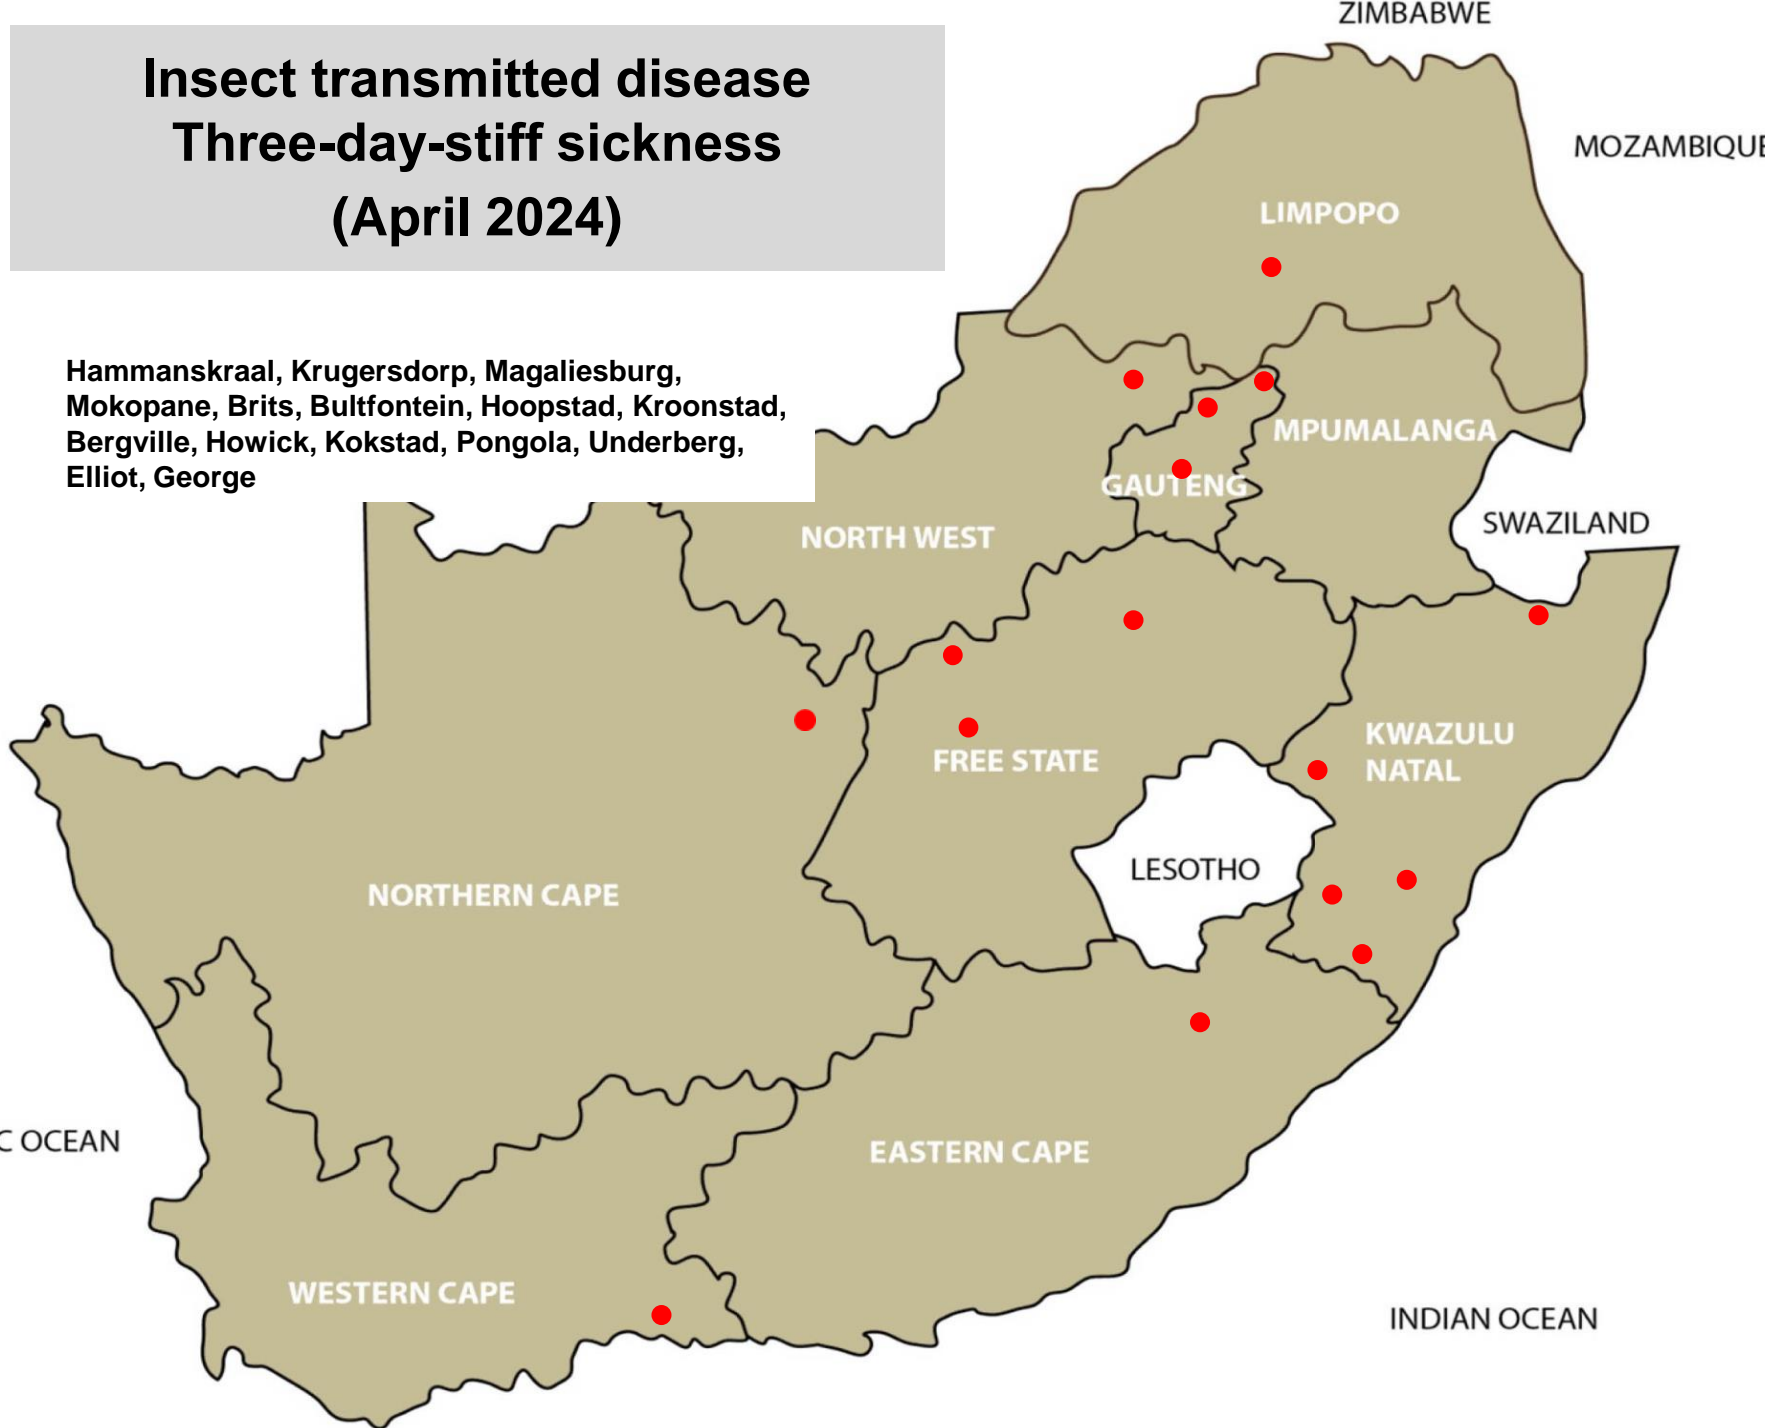 ZIMBABWE
Insect transmitted disease
Three-day-stiff sickness
(April 2024)
MOZAMBIQUE
LIMPOPO
Hammanskraal, Krugersdorp, Magaliesburg,
Mokopane, Brits, Bultfontein, Hoopstad, Kroonstad,
Bergville, Howick, Kokstad, Pongola, Underberg,
Elliot, George
MPUMALANGA
GAUTENG
SWAZILAND
NORTH WEST
KWAZULU
NATAL
FREE STATE
LESOTHO
NORTHERN CAPE
C OCEAN
EASTERN CAPE
WESTERN CAPE
INDIAN OCEAN